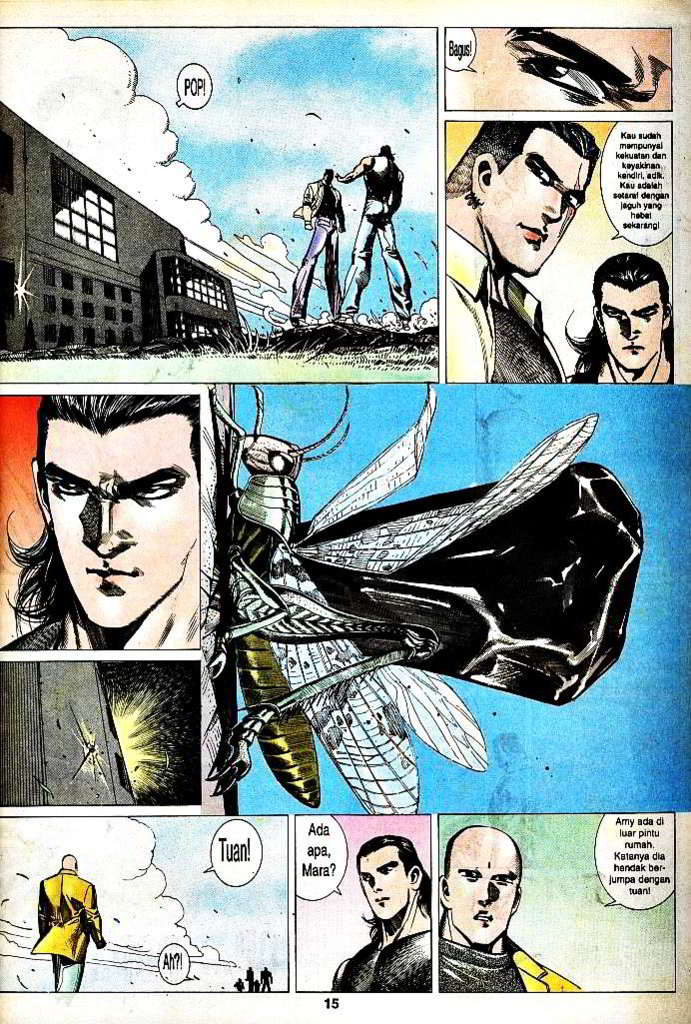 POP!
Bagus!
Kau sudah
mempunyai
kekuatan dan
keyakinan
kendiri, adik.
Kau adalah
setaraf dengan
jaguh yang
hebat
sekarang!
Tuan!
Ah?!
Ada
apa,
Mara?
Amy ada di
luar pintu
rumah.
Katanya dia
hendak ber-
jumpa dengan
tuan!
15